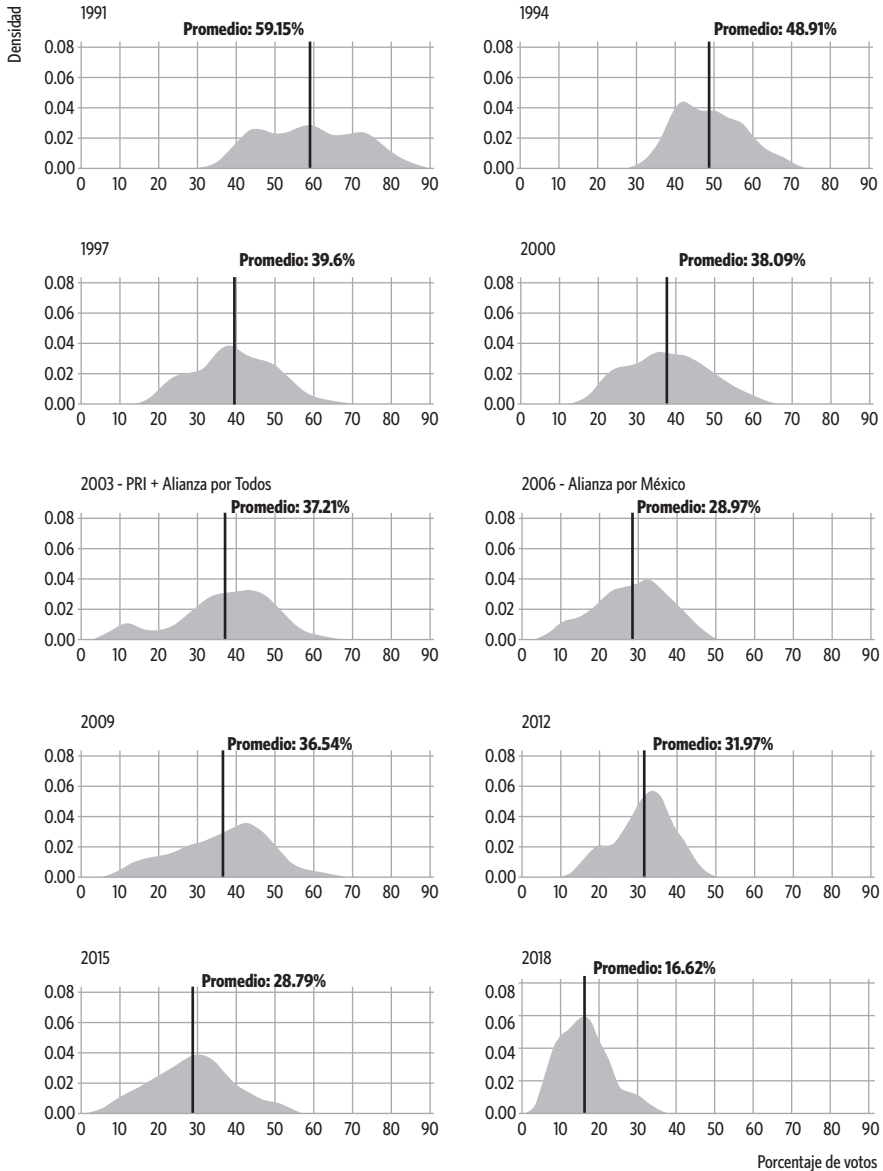 Densidad
1991
Promedio: 59.15%
0.08
0.06
0.04
0.02
0.00
0 10 20 30 40 50 60 70 80 90
1994
Promedio: 48.91%
0.08
0.06
0.04
0.02
0.00
0 10 20 30 40 50 60 70 80 90
1997
Promedio: 39.6%
0.08
0.06
0.04
0.02
0.00
0 10 20 30 40 50 60 70 80 90
2000
Promedio: 38.09%
0.08
0.06
0.04
0.02
0.00
0 10 20 30 40 50 60 70 80 90
2003 - PRI + Alianza por Todos
Promedio: 37.21%
0.08
0.06
0.04
0.02
0.00
0 10 20 30 40 50 60 70 80 90
2006 - Alianza por México
Promedio: 28.97%
0.08
0.06
0.04
0.02
0.00
0 10 20 30 40 50 60 70 80 90
2009
Promedio: 36.54%
0.08
0.06
0.04
0.02
0.00
0 10 20 30 40 50 60 70 80 90
2012
Promedio: 31.97%
0.08
0.06
0.04
0.02
0.00
0 10 20 30 40 50 60 70 80 90
2015
Promedio: 28.79%
0.08
0.06
0.04
0.02
0.00
0 10 20 30 40 50 60 70 80 90
2018
Promedio: 16.62%
0.08
0.06
0.04
0.02
0.00
0 10 20 30 40 50 60 70 80 90
Porcentaje de votos